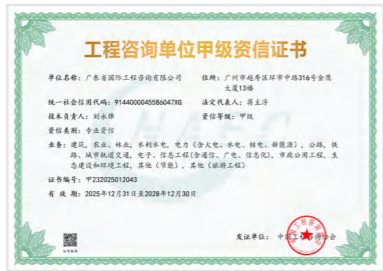 工程咨询单位甲级资信证书
单位名称：广东省国际工程咨询有限公司
住所：广州市越秀区环市中路316号金鹰大厦13楼
统一社会信用代码：9144000045586047XG
法定代表人：蒋主浮
技术负责人：刘永锋
资信等级：甲级
资信类别：专业资信
业务：建筑，农业、林业，水利水电，电力（含火电、水电、核电、新能源），公路，铁
路、城市轨道交通，电子、信息工程（含通信、广电、信息化），市政公用工程，生
态建设和环境工程，其他（节能），其他（旅游工程）
证书编号：甲232025012043
有效期：2025年12月31日至2028年12月30日
发证单位：中国工程咨询协会